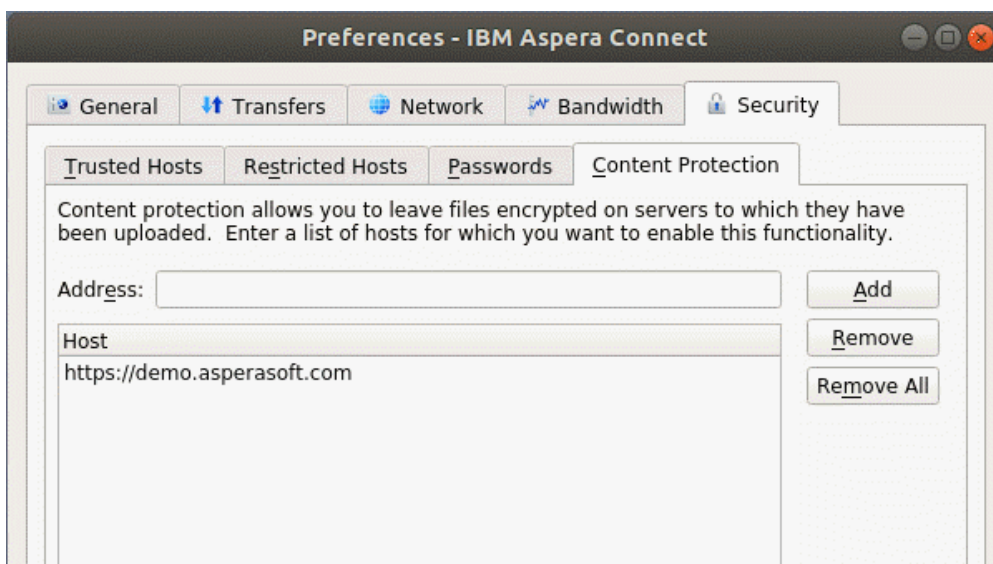 Preferences - IBM Aspera Connect
General Transfers Network Bandwidth Security
Trusted Hosts Restricted Hosts Passwords Content Protection
Content protection allows you to leave files encrypted on servers to which they have
been uploaded.  Enter a list of hosts for which you want to enable this functionality.
Address: Add
Host Remove
https://demo.asperasoft.com
Remove All